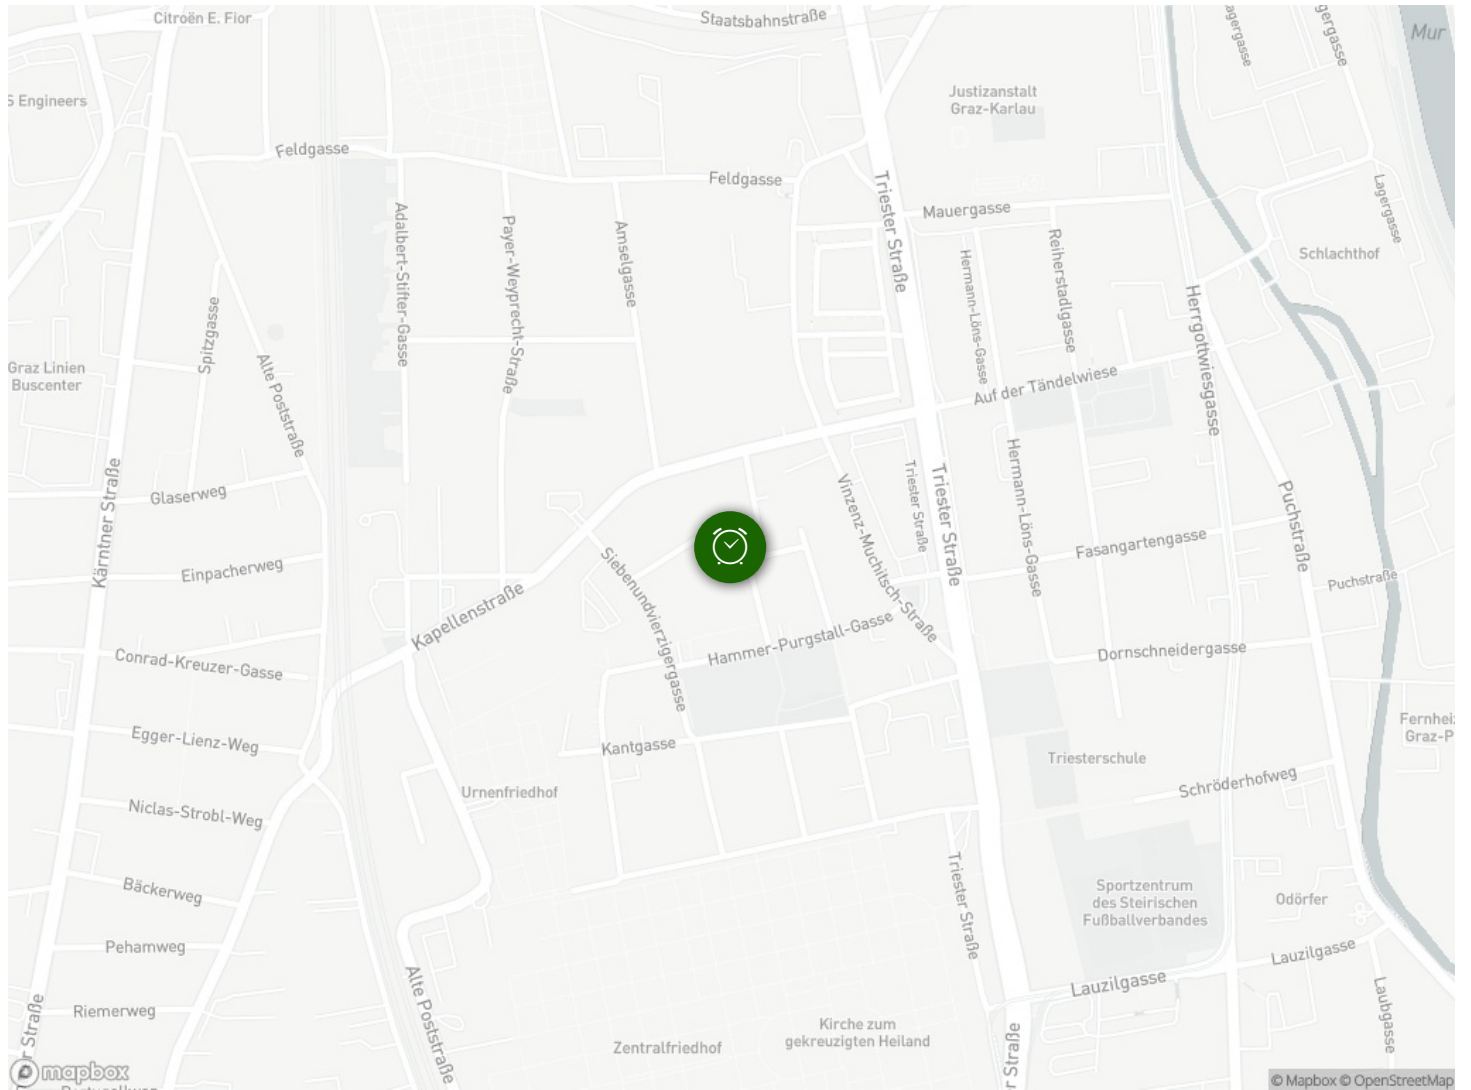 Citroën E. Fior
Staatsbahnstraße
Lagergasse
Mur
S Engineers
Justizanstalt
Graz-Karlau
Feldgasse
Feldgasse
Triester Straße
Mauergasse
Lagergasse
Adalbert-Stifter-Gasse
Payer-Weyprecht-Straße
Amselgasse
Hermann-Löns-Gasse
Reiherstadlgasse
Schlachthof
Spitzgasse
Alte Poststraße
Herrgottwiesgasse
Graz Linien
Buscenter
Auf der Tändelwiese
Kärntner Straße
Glaserweg
Vinzenz-Muchitsch-Straße
Triester Straße
Triester Straße
Hermann-Löns-Gasse
Puchstraße
Einpacherweg
Siebenundvierzigergasse
Fasangartengasse
Puchstraße
Kapellenstraße
Hammer-Purgstall-Gasse
Dornschneidergasse
Conrad-Kreuzer-Gasse
Egger-Lienz-Weg
Kantgasse
Triesterschule
Urnenfriedhof
Schröderhofweg
Niclas-Strobl-Weg
Bäckerweg
Triester Straße
Sportzentrum
des Steirischen
Fußballverbandes
Odörfer
Pehamweg
Lauzilgasse
Lauzilgasse
Alte Poststraße
Laubgasse
Riemerweg
Kirche zum
gekreuzigten Heiland
Zentralfriedhof
mapbox
© Mapbox © OpenStreetMap